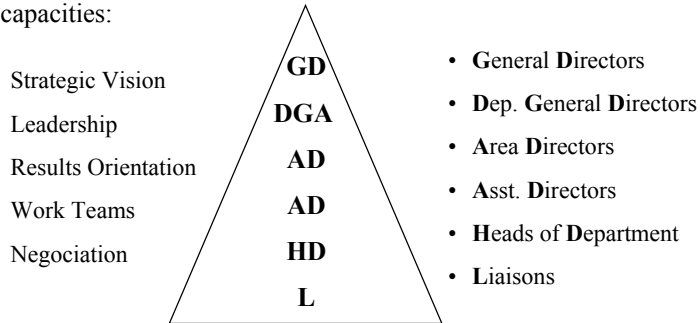 capacities:
Strategic Vision
Leadership
Results Orientation
Work Teams
Negociation
GD
DGA
AD
AD
HD
L
• General Directors
• Dep. General Directors
• Area Directors
• Asst. Directors
• Heads of Department
• Liaisons